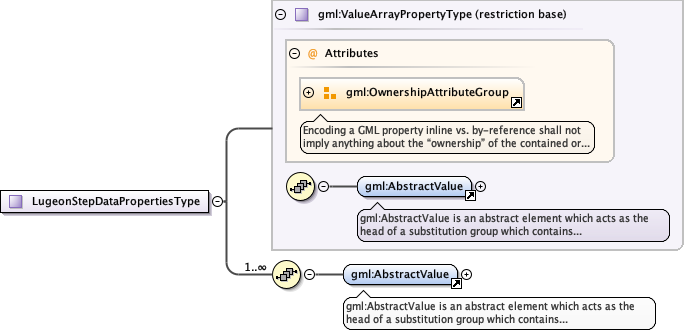 gml:ValueArrayPropertyType (restriction base)
@ Attributes
gml:OwnershipAttributeGroup
Encoding a GML property inline vs. by-reference shall not
imply anything about the "ownership" of the contained or...
LugeonStepDataPropertiesType
gml:AbstractValue
gml:AbstractValue is an abstract element which acts as the
head of a substitution group which contains...
1..∞
gml:AbstractValue
gml:AbstractValue is an abstract element which acts as the
head of a substitution group which contains...